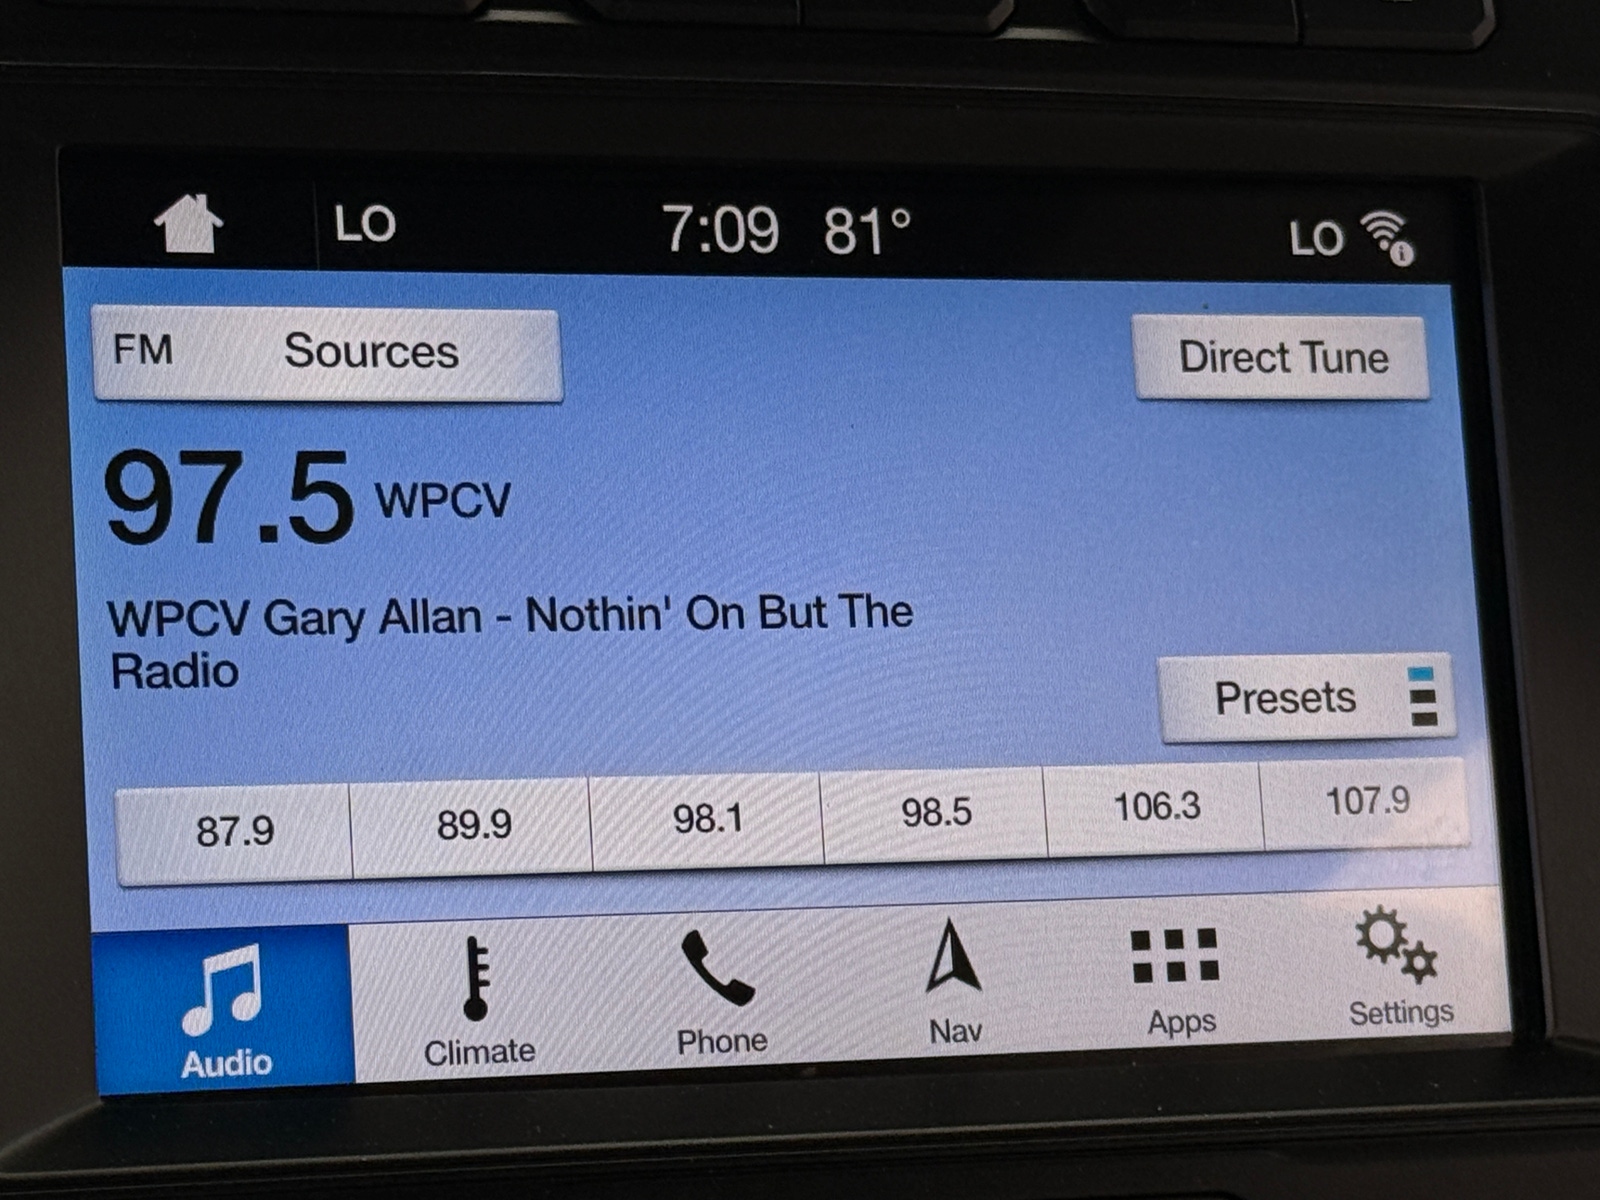 LO 7:09 81° LO
FM Sources Direct Tune
97.5 WPCV
WPCV Gary Allan - Nothin' On But The
Radio
Presets
87.9 89.9 98.1 98.5 106.3 107.9
Audio Climate Phone Nav Apps Settings